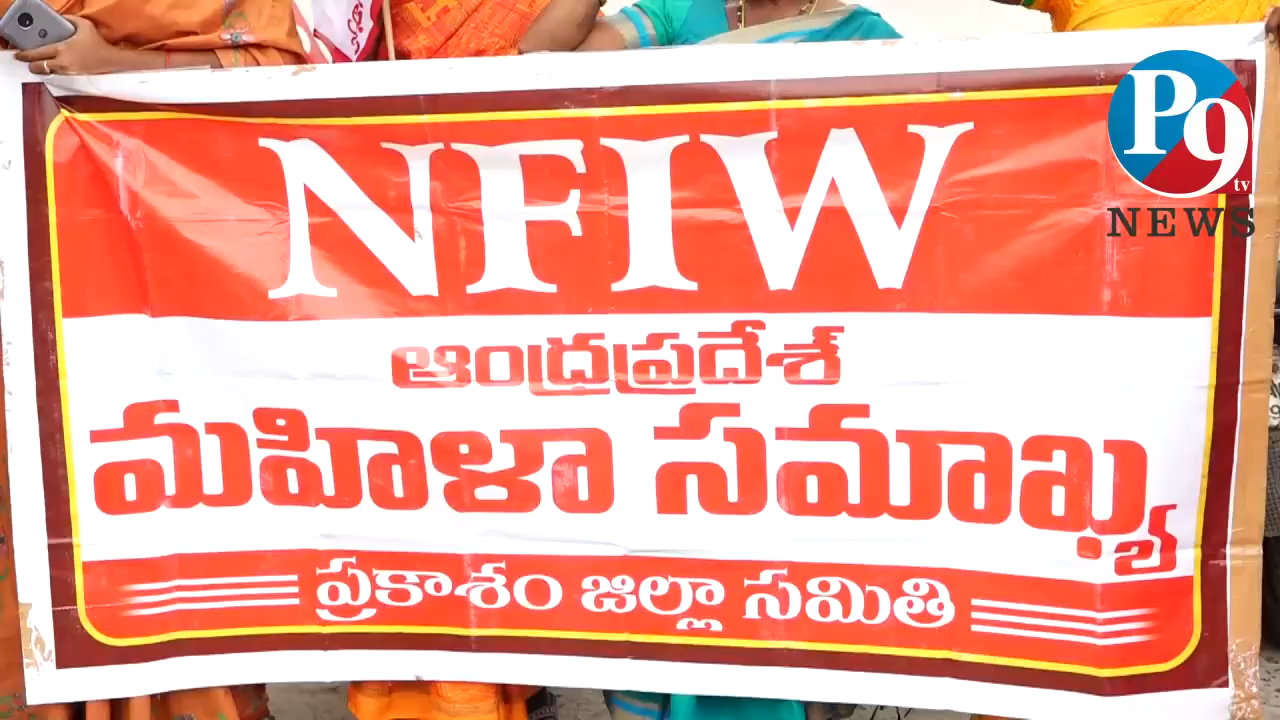 NFIW
ఆంధ్రప్రదేశ్
మహిళా సమాఖ్య
ప్రకాశం జిల్లా సమితి
P9
tv
NEWS